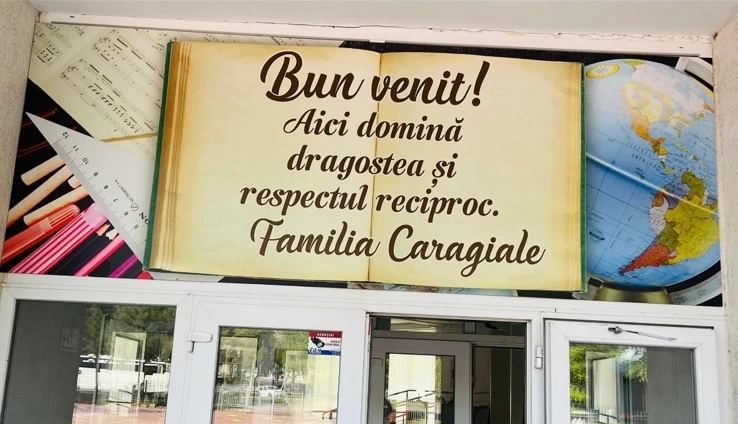 Bun venit!
Aici domină
dragostea și
respectul reciproc.
Familia Caragiale